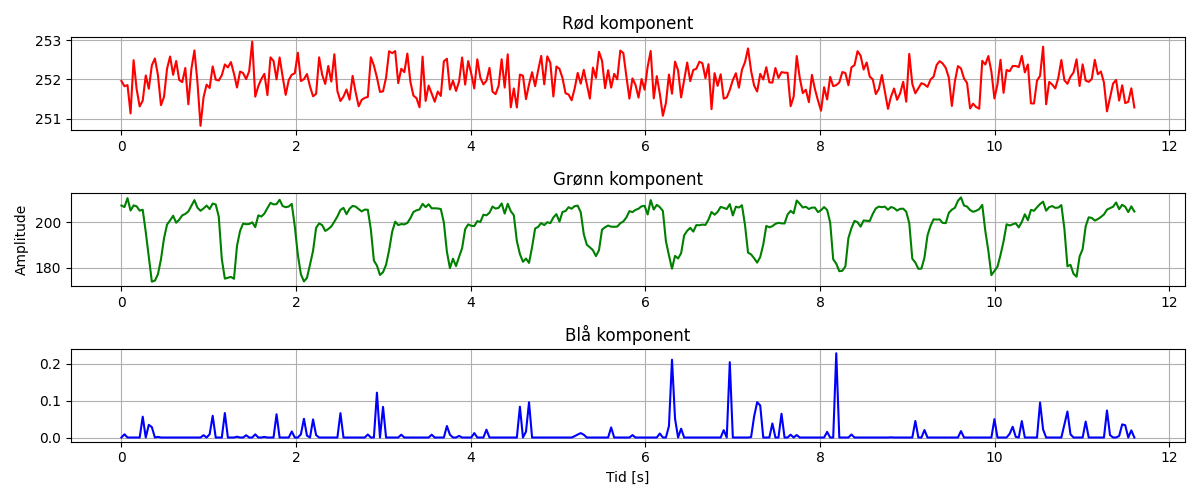 Rød komponent
253
252
251
0 2 4 6 8 10 12
Grønn komponent
Amplitude
200
180
0 2 4 6 8 10 12
Blå komponent
0.2
0.1
0.0
0 2 4 6 8 10 12
Tid [s]